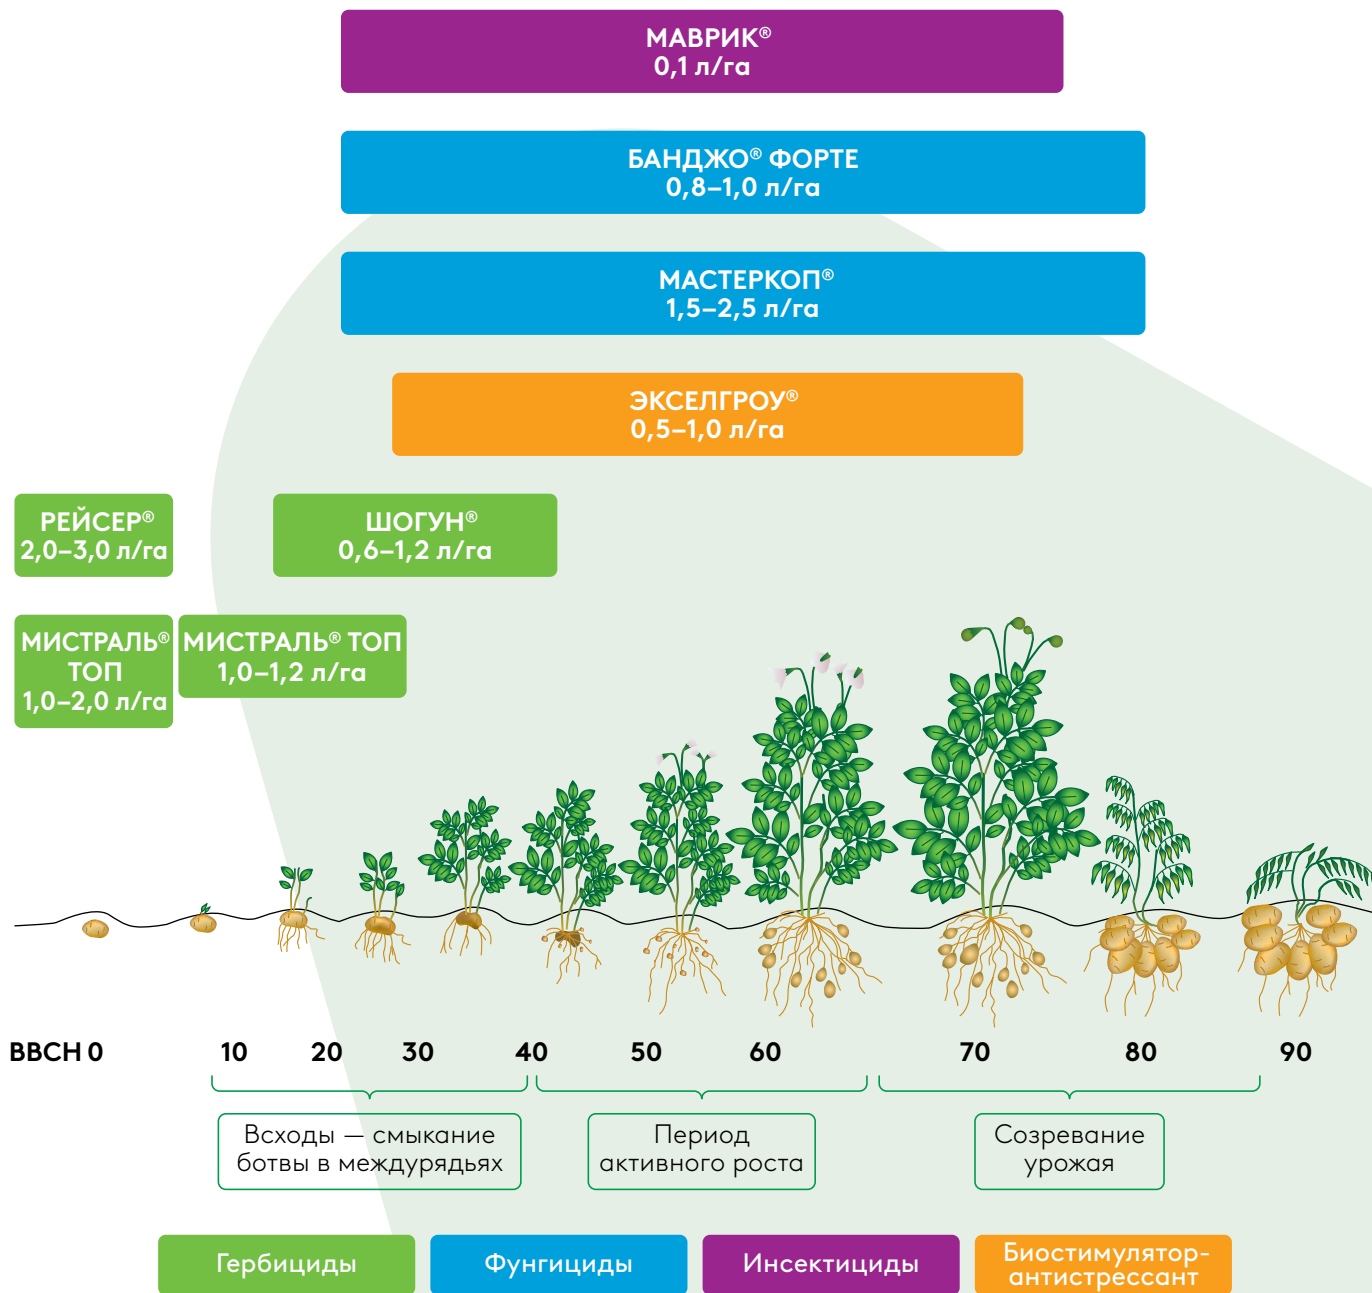 МАВРИК®
0,1 л/га
БАНДЖО® ФОРТЕ
0,8–1,0 л/га
МАСТЕРКОП®
1,5–2,5 л/га
ЭКСЕЛГРОУ®
0,5–1,0 л/га
РЕЙСЕР®
2,0–3,0 л/га
ШОГУН®
0,6–1,2 л/га
МИСТРАЛЬ®
ТОП
1,0–2,0 л/га
МИСТРАЛЬ® ТОП
1,0–1,2 л/га
BBCH 0 10 20 30 40 50 60 70 80 90
Всходы — смыкание
ботвы в междурядьях
Период
активного роста
Созревание
урожая
Гербициды
Фунгициды
Инсектициды
Биостимулятор-
антистрессант